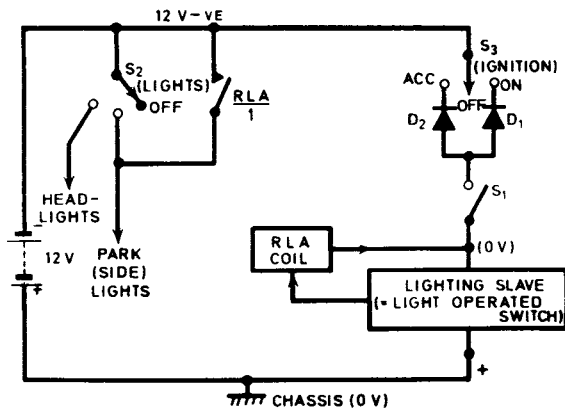 12 V-VE
S2
(LIGHTS)
OFF
RLA
1
S3
(IGNITION)
ACC
ON
OFF
D2
D1
HEAD-
LIGHTS
S1
-
12V
+
PARK
(SIDE)
LIGHTS
RLA
COIL
(0 V)
LIGHTING SLAVE
(= LIGHT OPERATED
SWITCH)
+
CHASSIS (0 V)